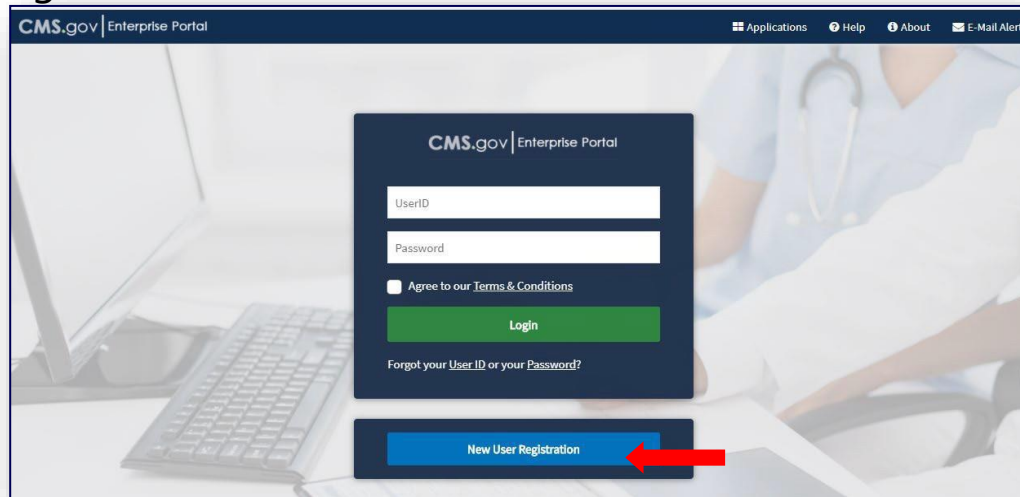 CMS.gov Enterprise Portal
Applications Help About E-Mail Alert
CMS.gov Enterprise Portal
UserID
Password
Agree to our Terms & Conditions
Login
Forgot your User ID or your Password?
New User Registration